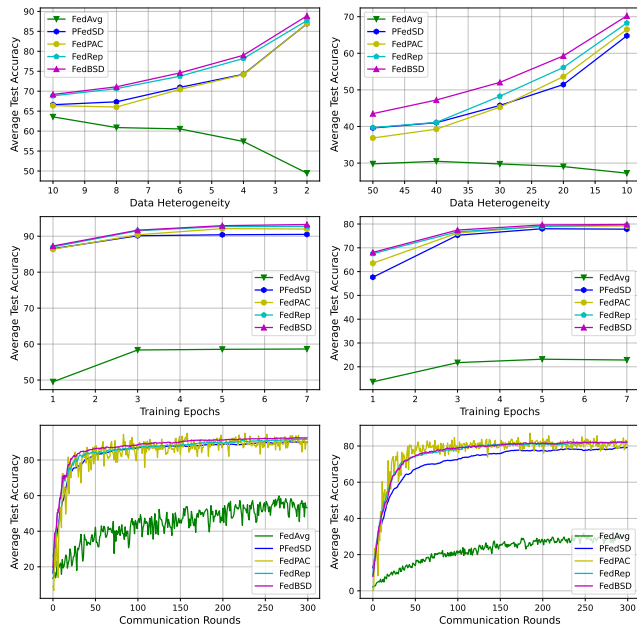 Average Test Accuracy
90
85
80
75
70
65
60
55
50
FedAvg
PFedSD
FedPAC
FedRep
FedBSD
10 9 8 7 6 5 4 3 2
Data Heterogeneity
Average Test Accuracy
70
60
50
40
30
FedAvg
PFedSD
FedPAC
FedRep
FedBSD
50 45 40 35 30 25 20 15 10
Data Heterogeneity
Average Test Accuracy
90
80
70
60
50
FedAvg
PFedSD
FedPAC
FedRep
FedBSD
1 2 3 4 5 6 7
Training Epochs
Average Test Accuracy
80
70
60
50
40
30
20
FedAvg
PFedSD
FedPAC
FedRep
FedBSD
1 2 3 4 5 6 7
Training Epochs
Average Test Accuracy
80
60
40
20
0
FedAvg
PFedSD
FedPAC
FedRep
FedBSD
0 50 100 150 200 250 300
Communication Rounds
Average Test Accuracy
80
60
40
20
0
FedAvg
PFedSD
FedPAC
FedRep
FedBSD
0 50 100 150 200 250 300
Communication Rounds